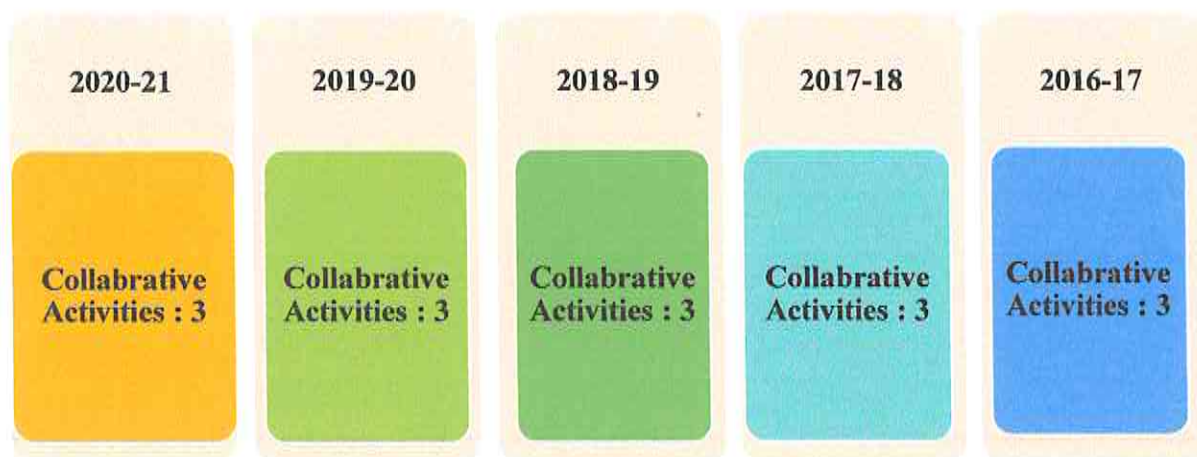 2020-21
Collabrative
Activities : 3
2019-20
Collabrative
Activities : 3
2018-19
Collabrative
Activities : 3
2017-18
Collabrative
Activities : 3
2016-17
Collabrative
Activities : 3